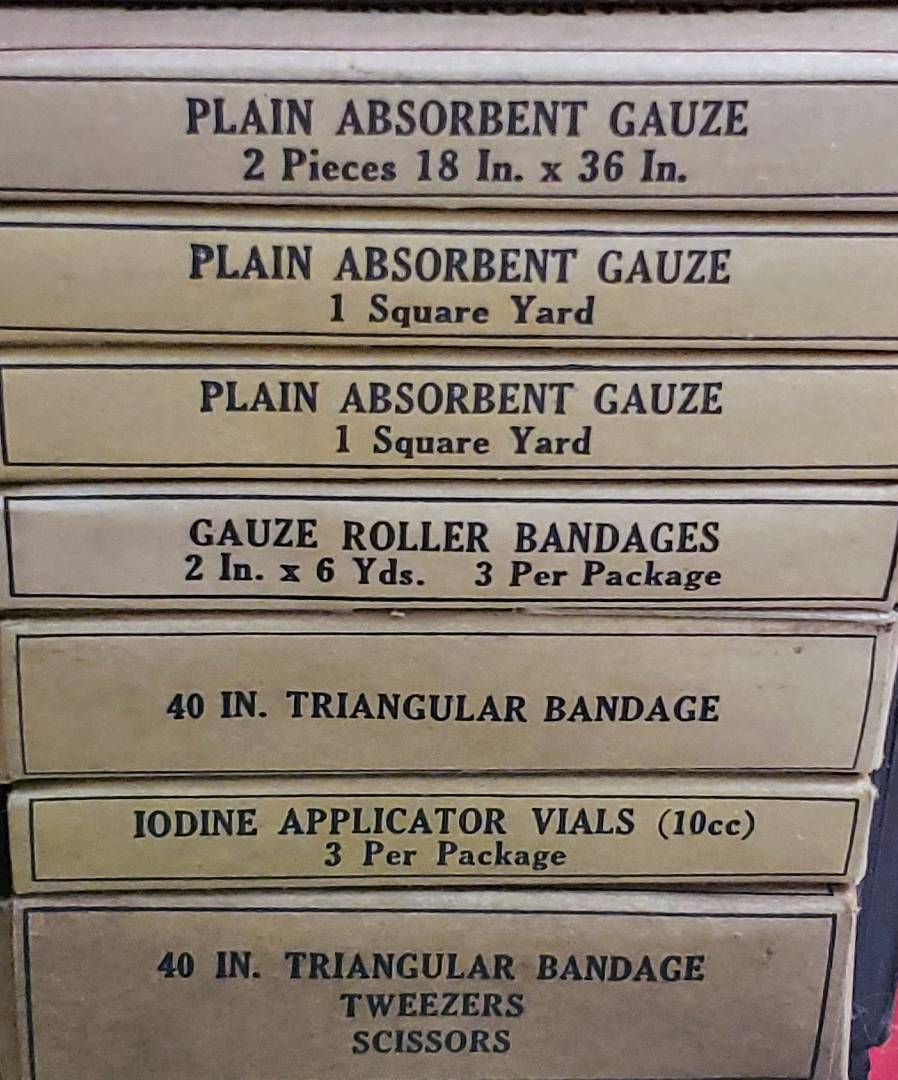 PLAIN ABSORBENT GAUZE
2 Pieces 18 In. x 36 In.
PLAIN ABSORBENT GAUZE
1 Square Yard
PLAIN ABSORBENT GAUZE
1 Square Yard
GAUZE ROLLER BANDAGES
2 In. x 6 Yds. 3 Per Package
40 IN. TRIANGULAR BANDAGE
IODINE APPLICATOR VIALS (10cc)
3 Per Package
40 IN. TRIANGULAR BANDAGE
TWEEZERS
SCISSORS